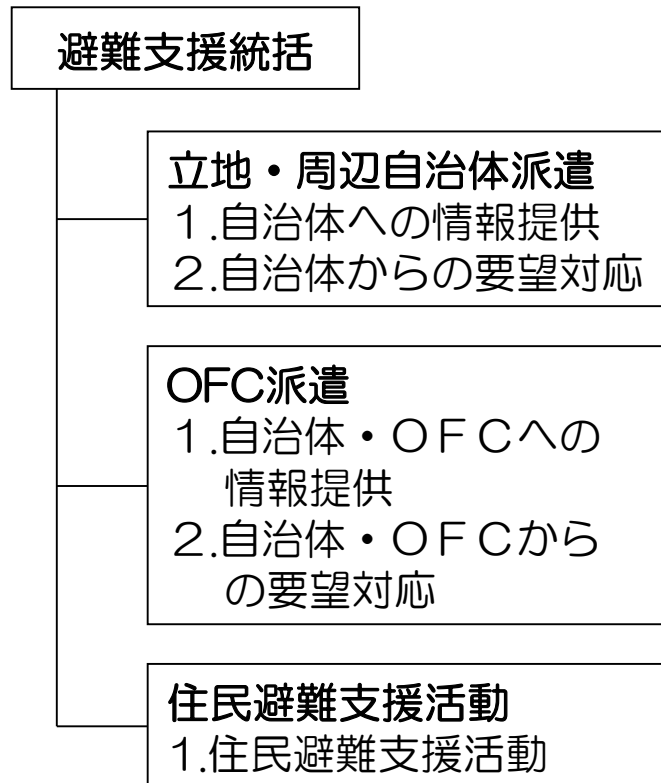 避難支援統括
立地・周辺自治体派遣
１.自治体への情報提供
２.自治体からの要望対応
OFC派遣
１.自治体・ＯＦＣへの
情報提供
２.自治体・ＯＦＣから
の要望対応
住民避難支援活動
１.住民避難支援活動